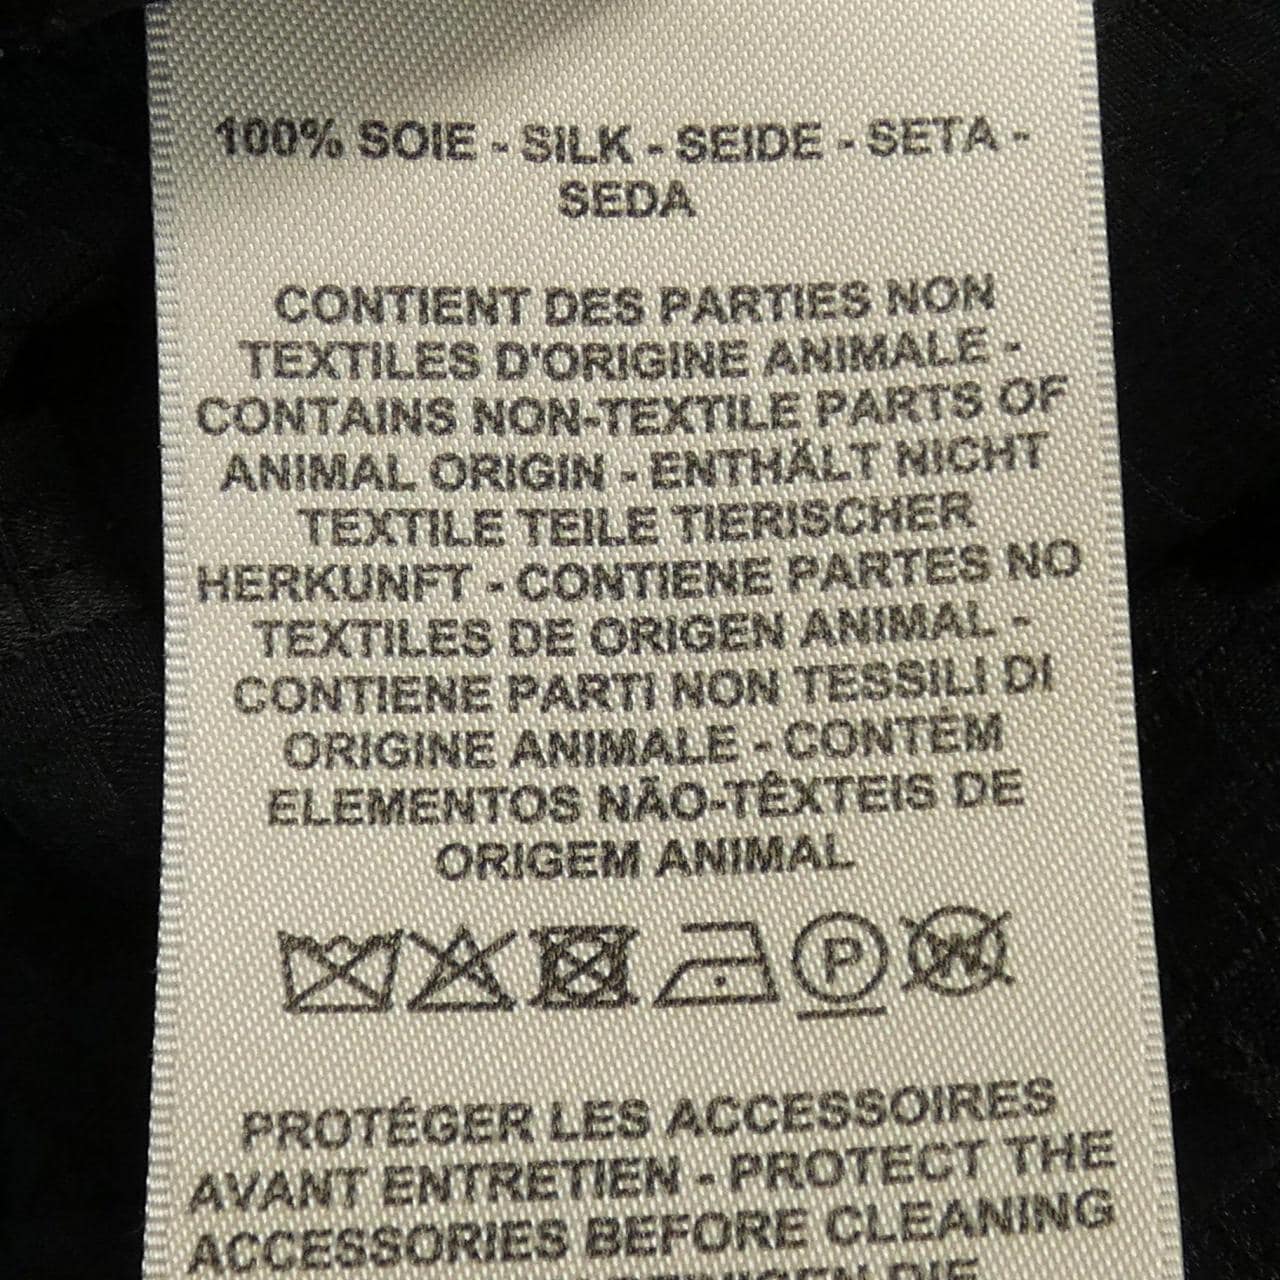 100% SOIE - SILK - SEIDE - SETA -
SEDA
CONTIENT DES PARTIES NON
TEXTILES D'ORIGINE ANIMALE -
CONTAINS NON-TEXTILE PARTS OF
ANIMAL ORIGIN - ENTHÄLT NICHT
TEXTILE TEILE TIERISCHER
HERKUNFT - CONTIENE PARTES NO
TEXTILES DE ORIGEN ANIMAL -
CONTIENE PARTI NON TESSILI DI
ORIGINE ANIMALE - CONTÉM
ELEMENTOS NÃO-TÊXTEIS DE
ORIGEM ANIMAL
P W
PROTÉGER LES ACCESSOIRES
AVANT ENTRETIEN - PROTECT THE
ACCESSORIES BEFORE CLEANING
DIE